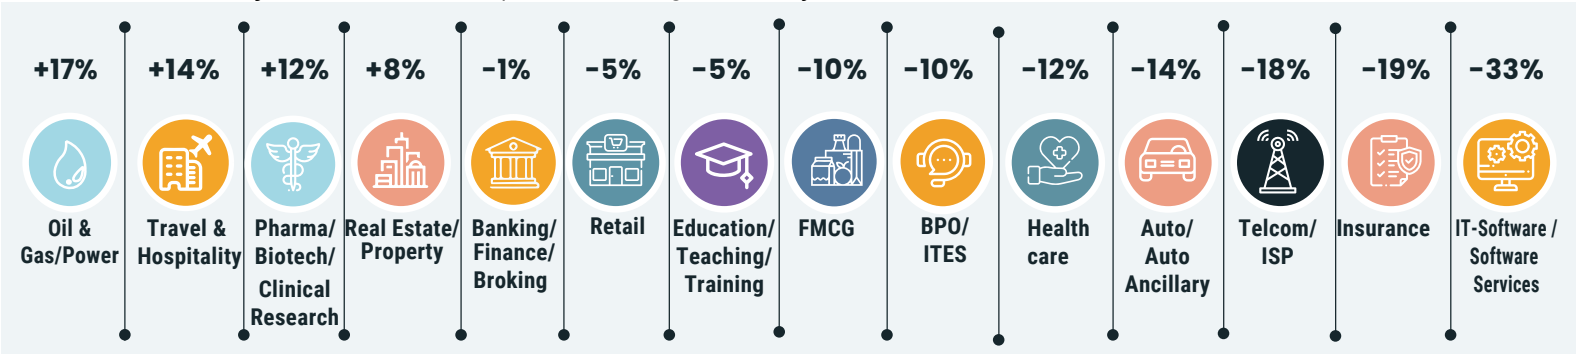 +17%
Oil &
Gas/Power
+14%
Travel &
Hospitality
+12%
Pharma/
Biotech/
Clinical
Research
+8%
Real Estate/
Property
-1%
Banking/
Finance/
Broking
-5%
Retail
-5%
Education/
Teaching/
Training
-10%
FMCG
-10%
BPO/
ITES
-12%
Health
care
-14%
Auto/
Auto
Ancillary
-18%
Telcom/
ISP
-19%
Insurance
-33%
IT-Software /
Software
Services